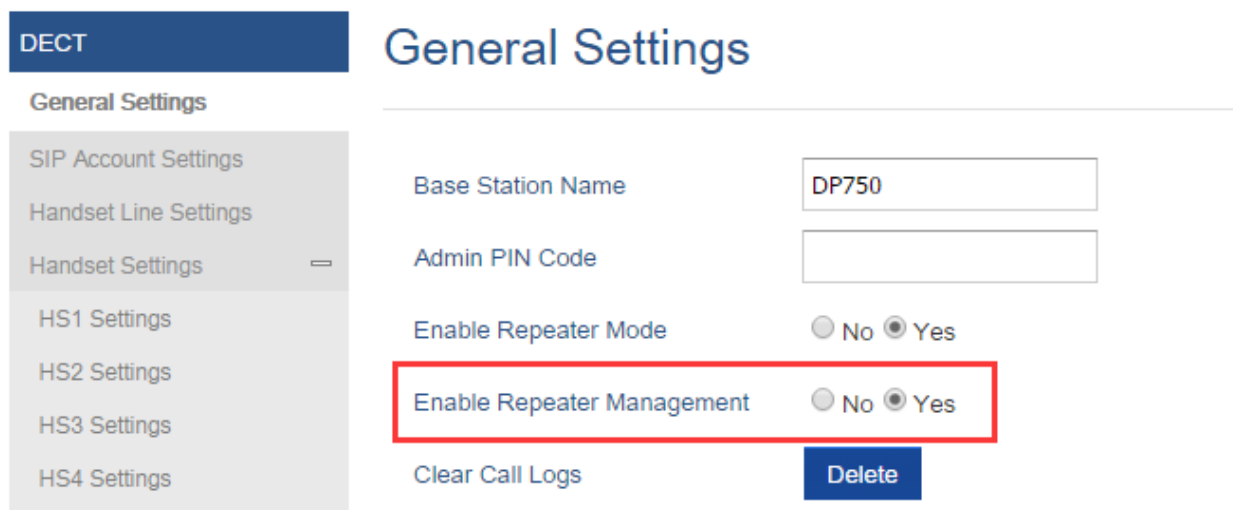 DECT
General Settings
SIP Account Settings
Handset Line Settings
Handset Settings
HS1 Settings
HS2 Settings
HS3 Settings
HS4 Settings
General Settings
Base Station Name DP750
Admin PIN Code
Enable Repeater Mode No Yes
Enable Repeater Management No Yes
Clear Call Logs Delete